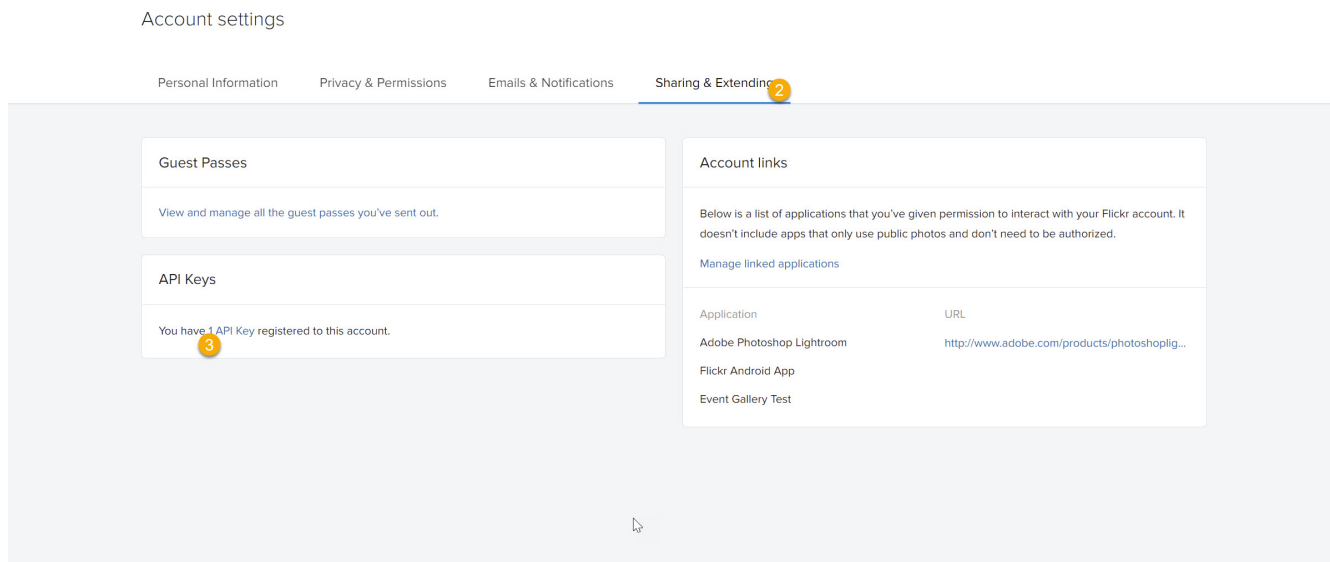 Account settings
Personal Information
Privacy & Permissions
Emails & Notifications
Sharing & Extending
2
Guest Passes
View and manage all the guest passes you've sent out.
API Keys
You have 1 API Key registered to this account.
3
Account links
Below is a list of applications that you've given permission to interact with your Flickr account. It
doesn't include apps that only use public photos and don't need to be authorized.
Manage linked applications
Application URL
Adobe Photoshop Lightroom http://www.adobe.com/products/photoshoplig...
Flickr Android App
Event Gallery Test